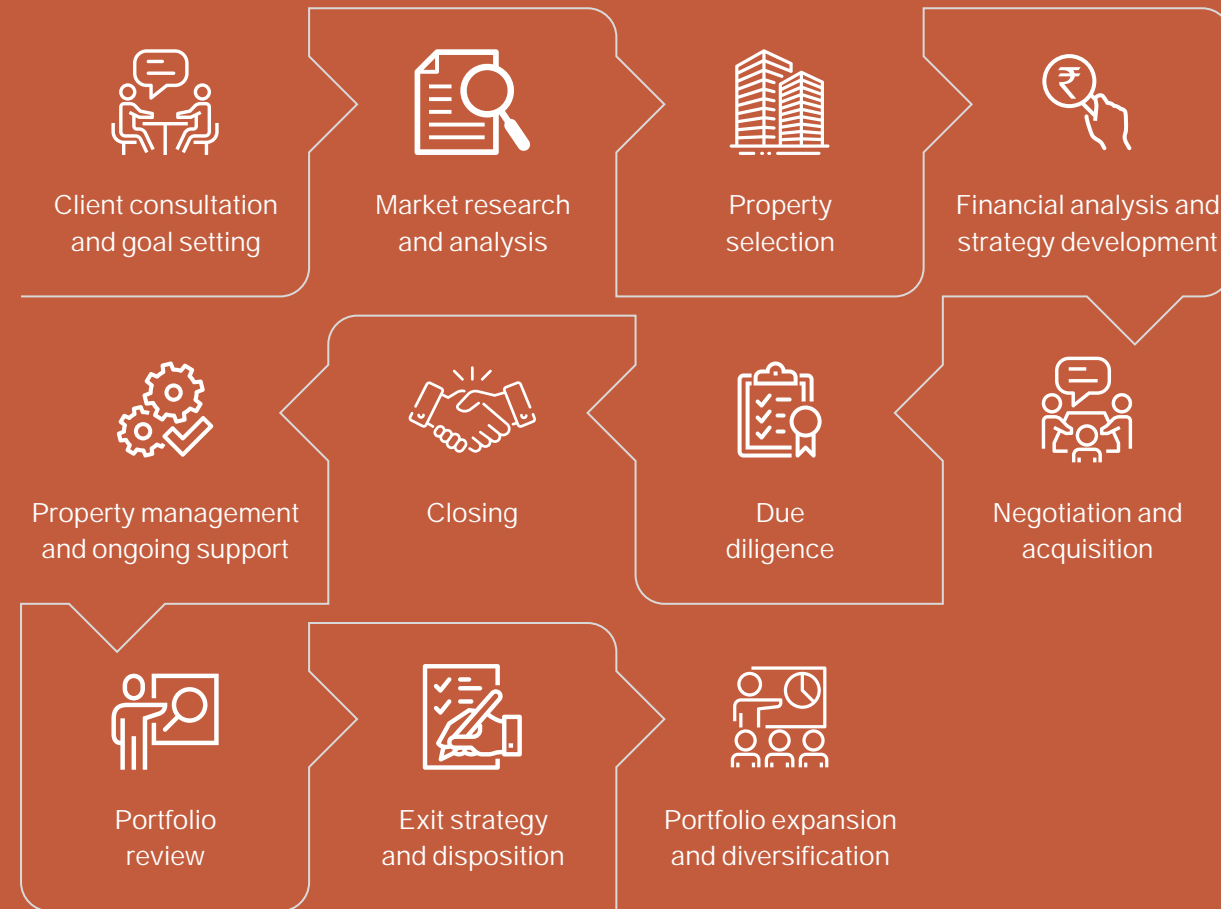 Client consultation
and goal setting
Market research
and analysis
Property
selection
₹
Financial analysis and
strategy development
Property management
and ongoing support
Closing
Due
diligence
Negotiation and
acquisition
Portfolio
review
Exit strategy
and disposition
Portfolio expansion
and diversification